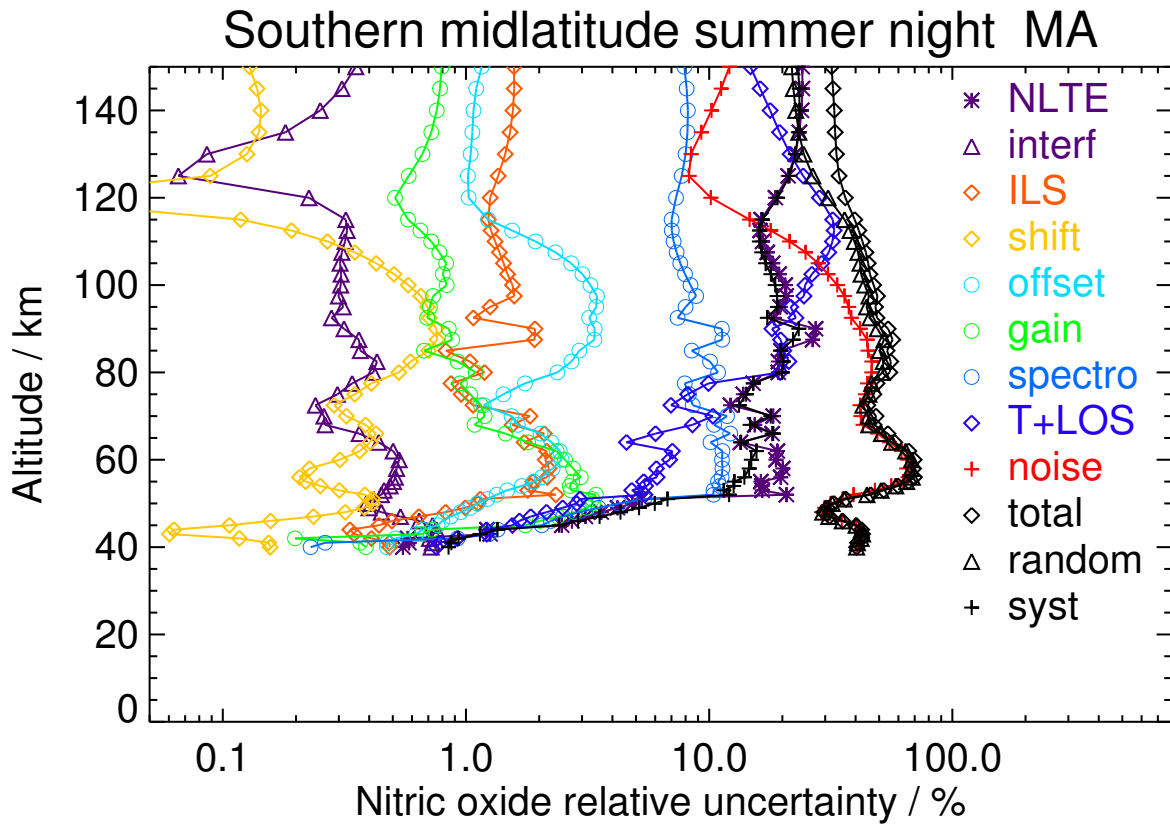 Southern midlatitude summer night MA
Altitude / km
140
120
100
80
60
40
20
0
0.1 1.0 10.0 100.0
Nitric oxide relative uncertainty / %
NLTE
interf
ILS
shift
offset
gain
spectro
T+LOS
noise
total
random
syst